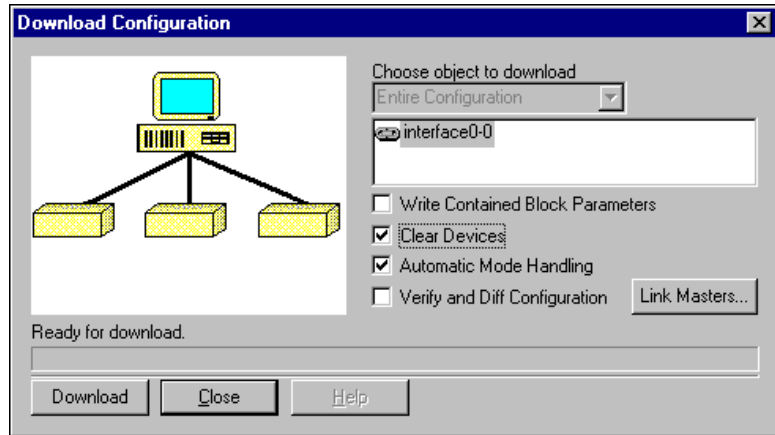 Download Configuration
Choose object to download
Entire Configuration
interface0-0
Write Contained Block Parameters
Clear Devices
Automatic Mode Handling
Verify and Diff Configuration
Link Masters...
Ready for download.
Download
Close
Help